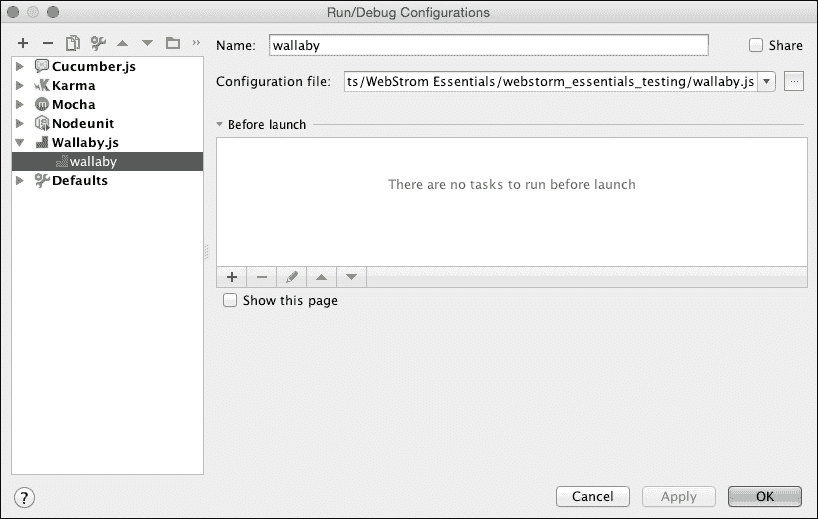 Run/Debug Configurations
»
Name: wallaby
Share
Cucumber.js
Karma
Mocha
Nodeunit
Wallaby.js
wallaby
Defaults
Configuration file: ts/WebStrom Essentials/webstorm_essentials_testing/wallaby.js
...
Before launch
There are no tasks to run before launch
Show this page
?
Cancel
Apply
OK